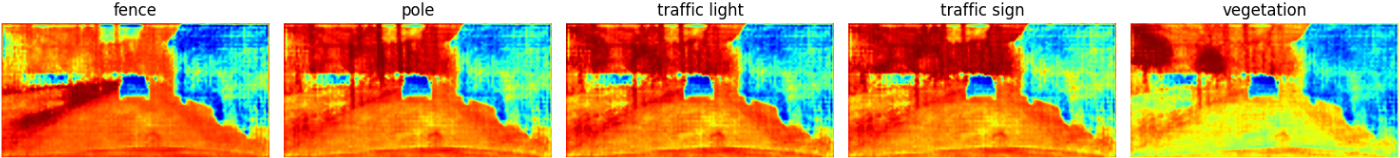 fence
pole
traffic light
traffic sign
vegetation